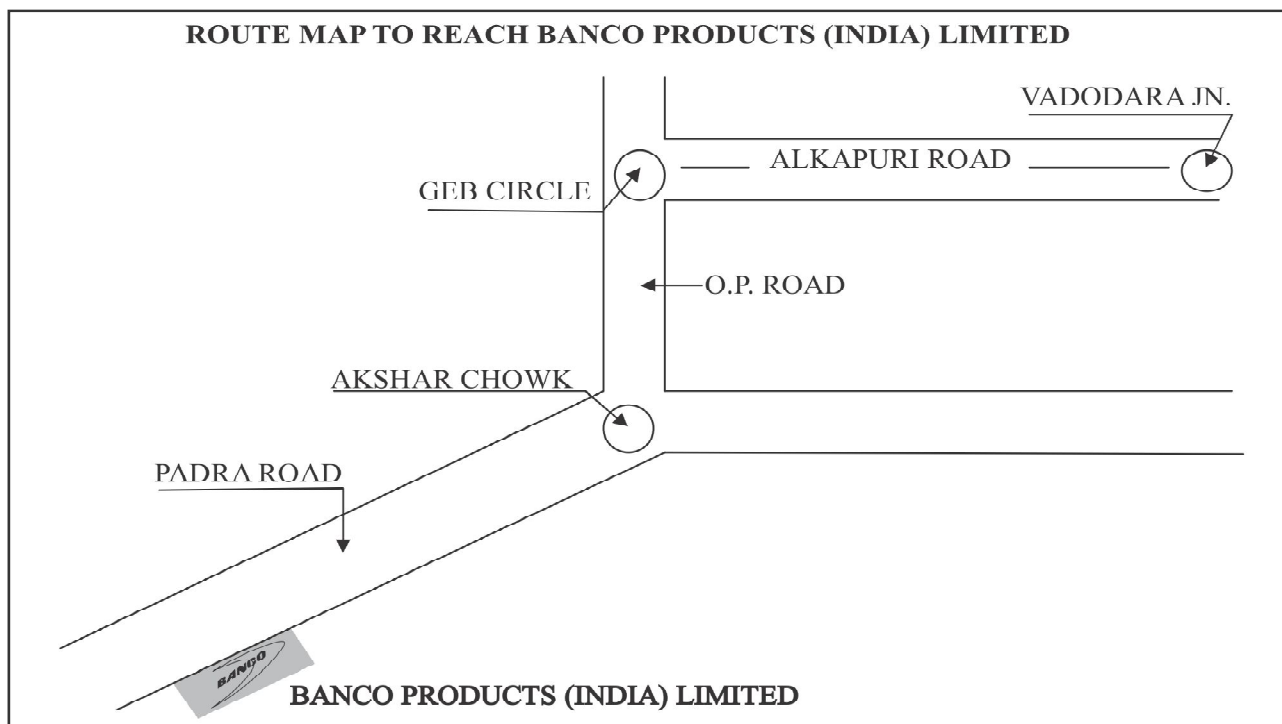 ROUTE MAP TO REACH BANCO PRODUCTS (INDIA) LIMITED
VADODARA JN.
ALKAPURI ROAD
GEB CIRCLE
O.P. ROAD
AKSHAR CHOWK
PADRA ROAD
BANCO
BANCO PRODUCTS (INDIA) LIMITED